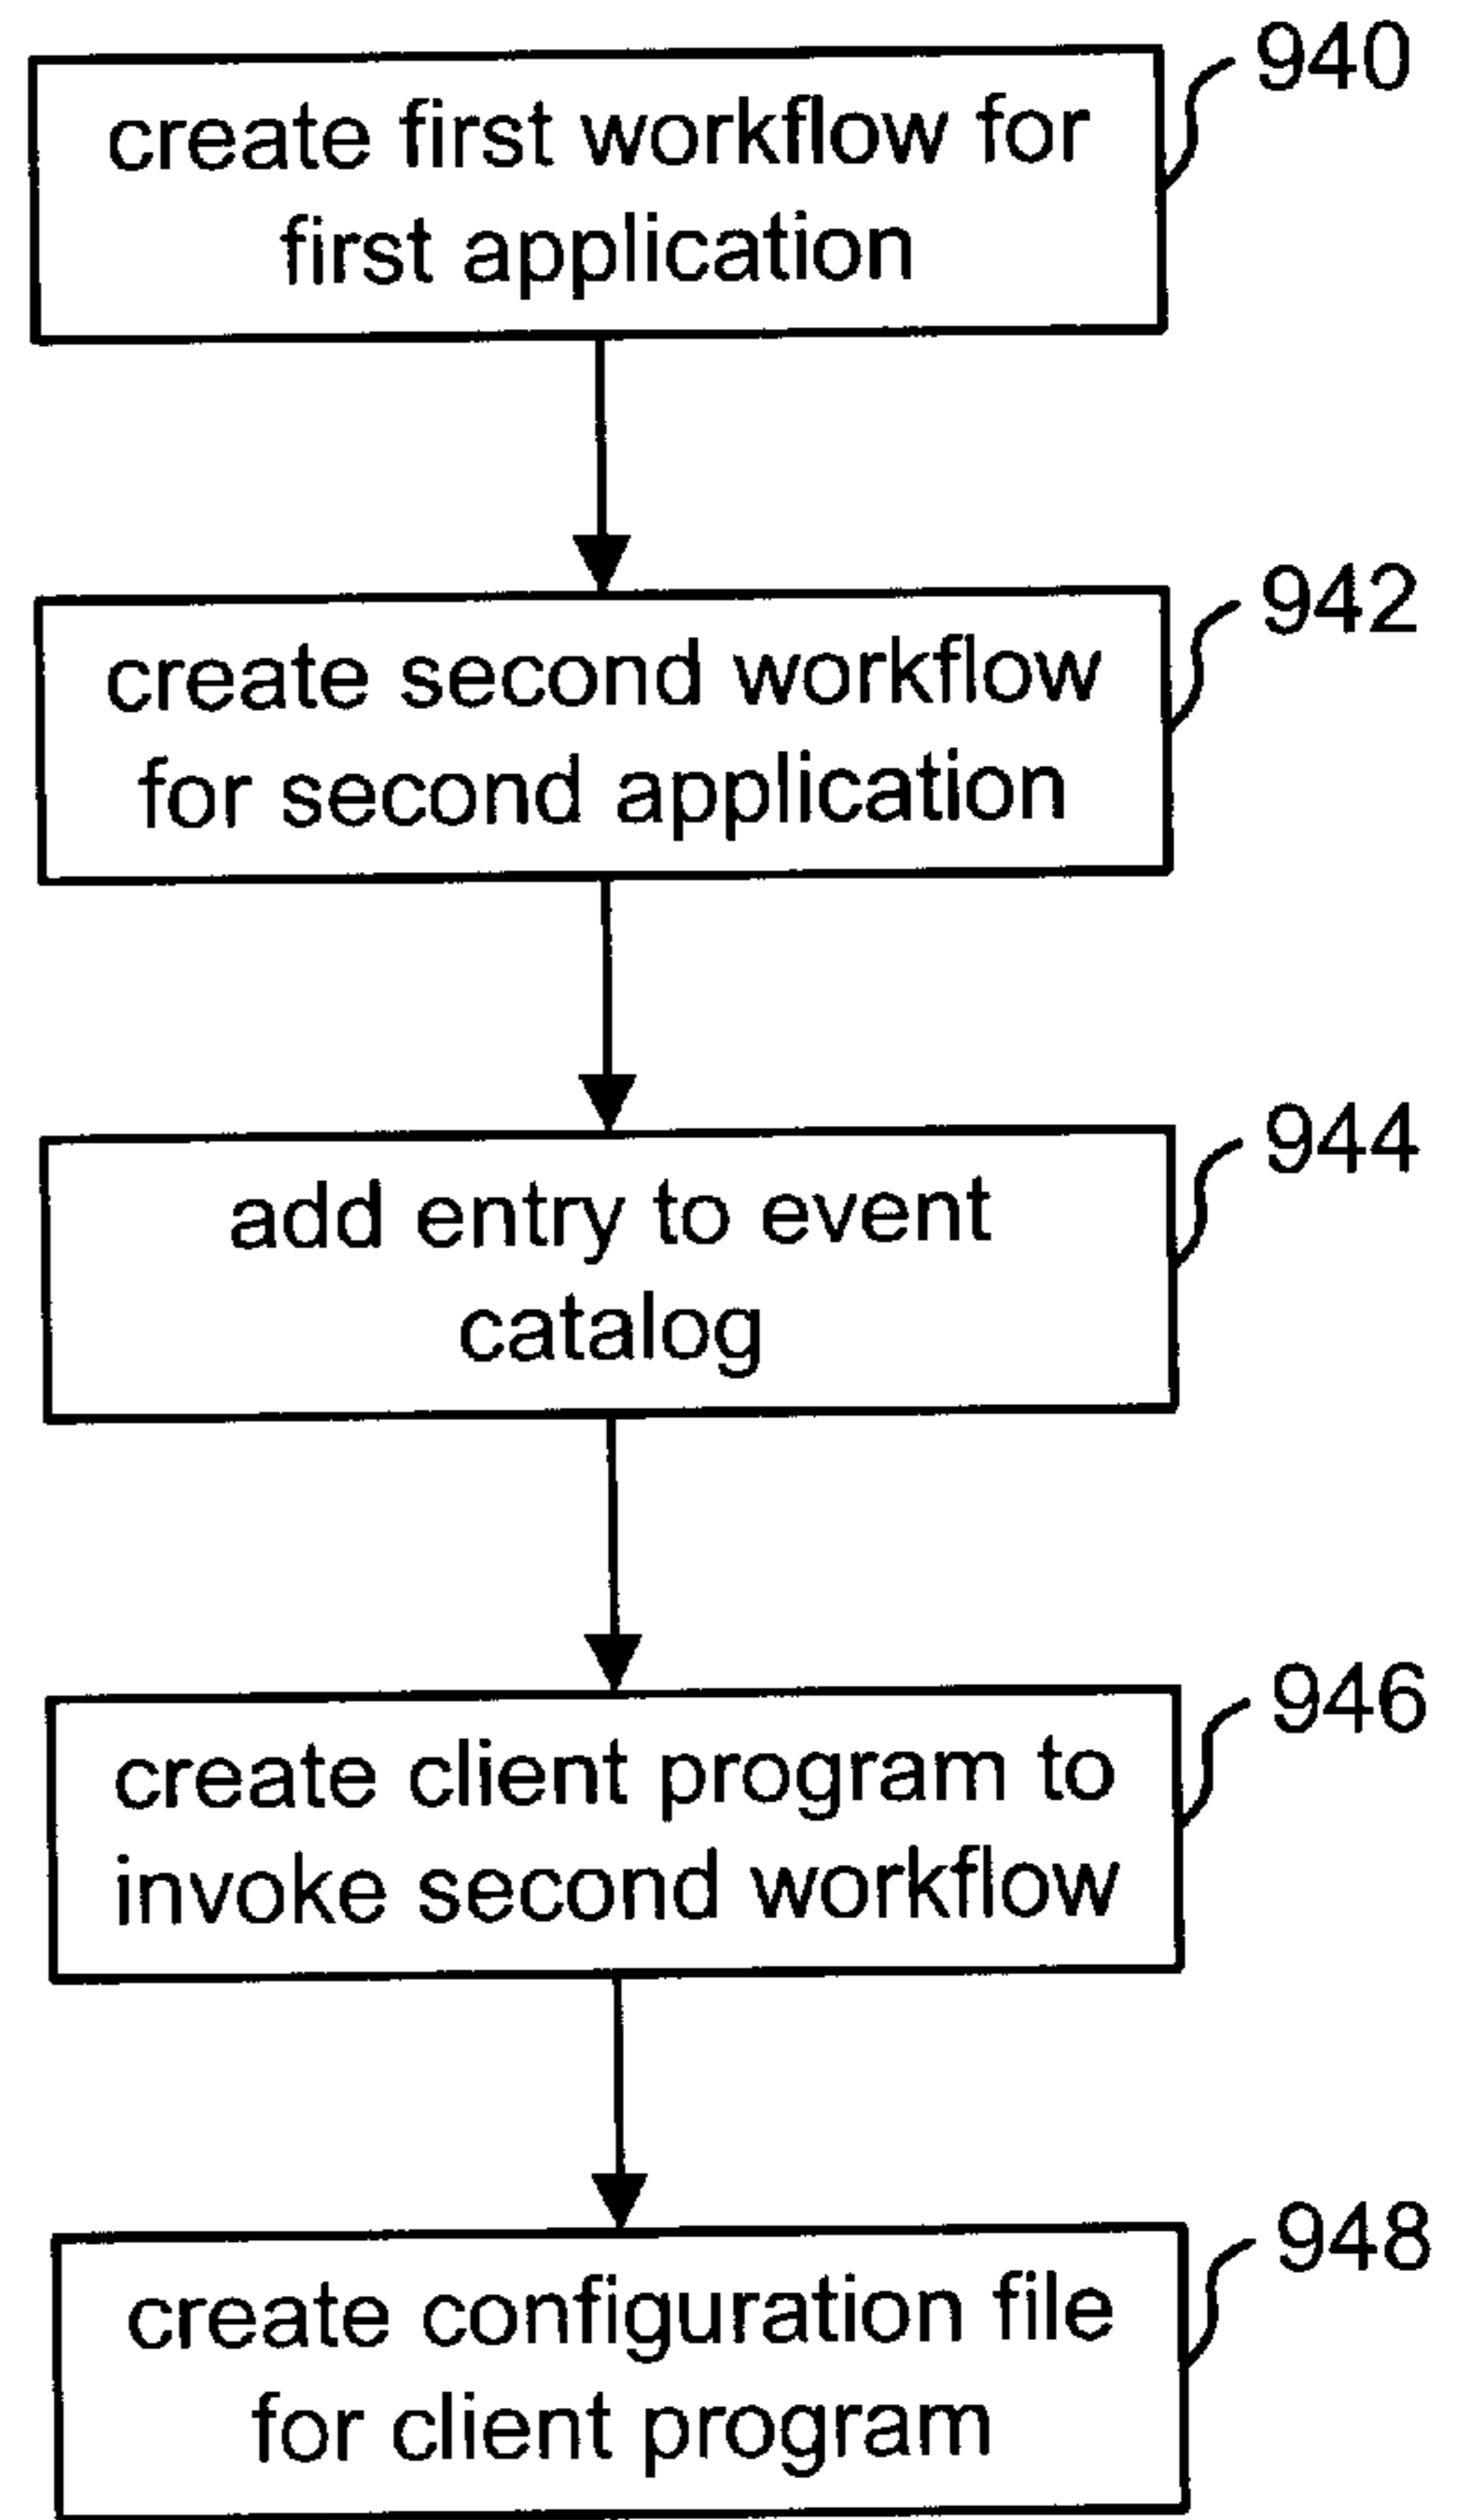 940
create first workflow for
first application
942
create second workflow
for second application
944
add entry to event
catalog
946
create client program to
invoke second workflow
948
create configuration file
for client program